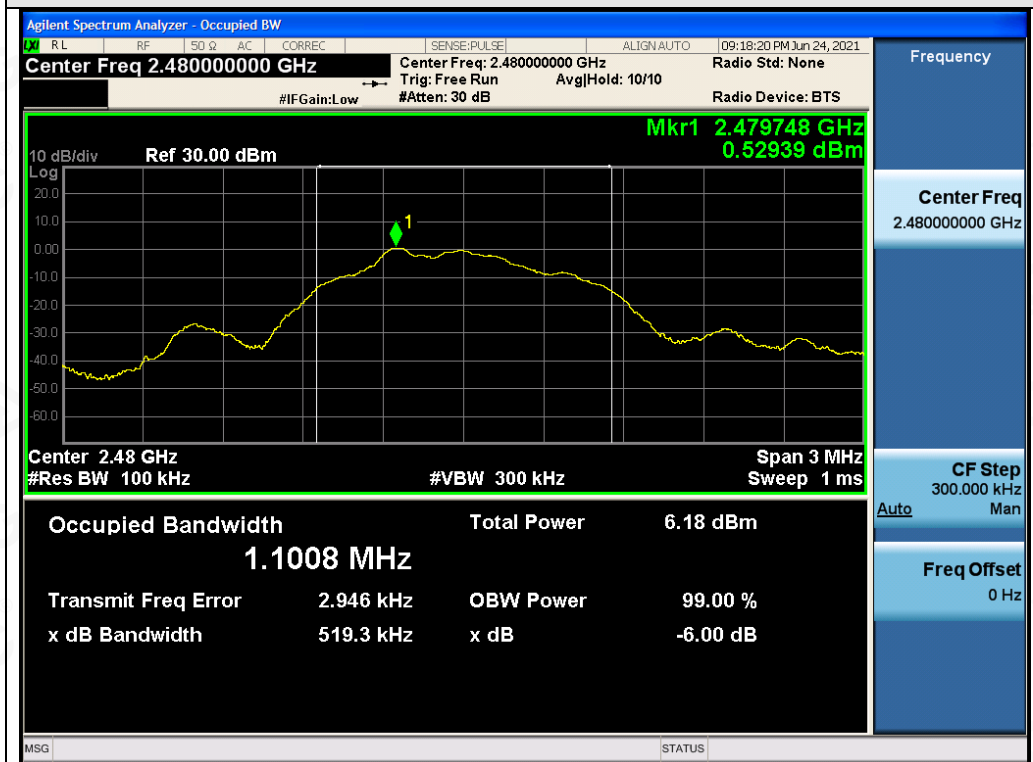 Agilent Spectrum Analyzer - Occupied BW
LXI RL RF 50 Ω AC CORREC SENSE:PULSE ALIGN AUTO 09:18:20 PM Jun 24, 2021
Center Freq 2.480000000 GHz Center Freq: 2.480000000 GHz Radio Std: None
Trig: Free Run Avg|Hold: 10/10
#IFGain:Low #Atten: 30 dB Radio Device: BTS
Mkr1 2.479748 GHz
10 dB/div Ref 30.00 dBm 0.52939 dBm
Log
20.0
10.0
1
0.00
-10.0
-20.0
-30.0
-40.0
-50.0
-60.0
Center 2.48 GHz Span 3 MHz
#Res BW 100 kHz #VBW 300 kHz Sweep 1 ms
Occupied Bandwidth Total Power 6.18 dBm
1.1008 MHz
Transmit Freq Error 2.946 kHz OBW Power 99.00 %
x dB Bandwidth 519.3 kHz x dB -6.00 dB
Frequency
Center Freq
2.480000000 GHz
CF Step
300.000 kHz
Auto Man
Freq Offset
0 Hz
MSG STATUS